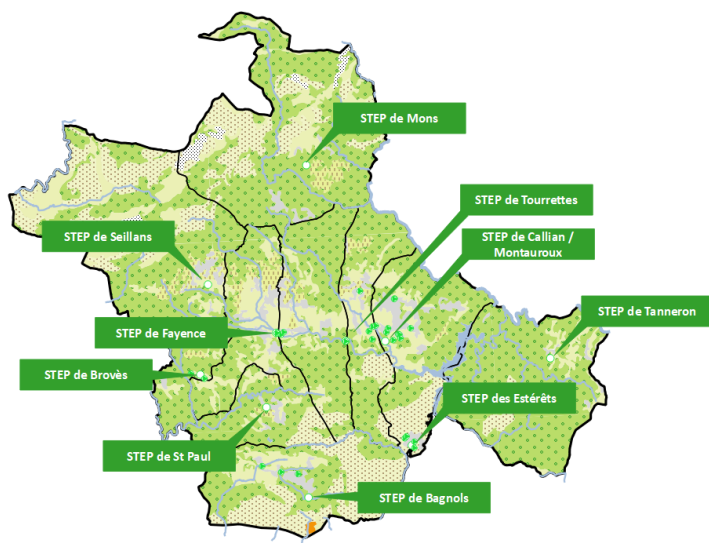 STEP de Mons
STEP de Tourrettes
STEP de Seillans
STEP de Callian /
Montauroux
STEP de Tanneron
STEP de Fayence
STEP de Brovès
STEP des Estérêts
STEP de St Paul
STEP de Bagnols